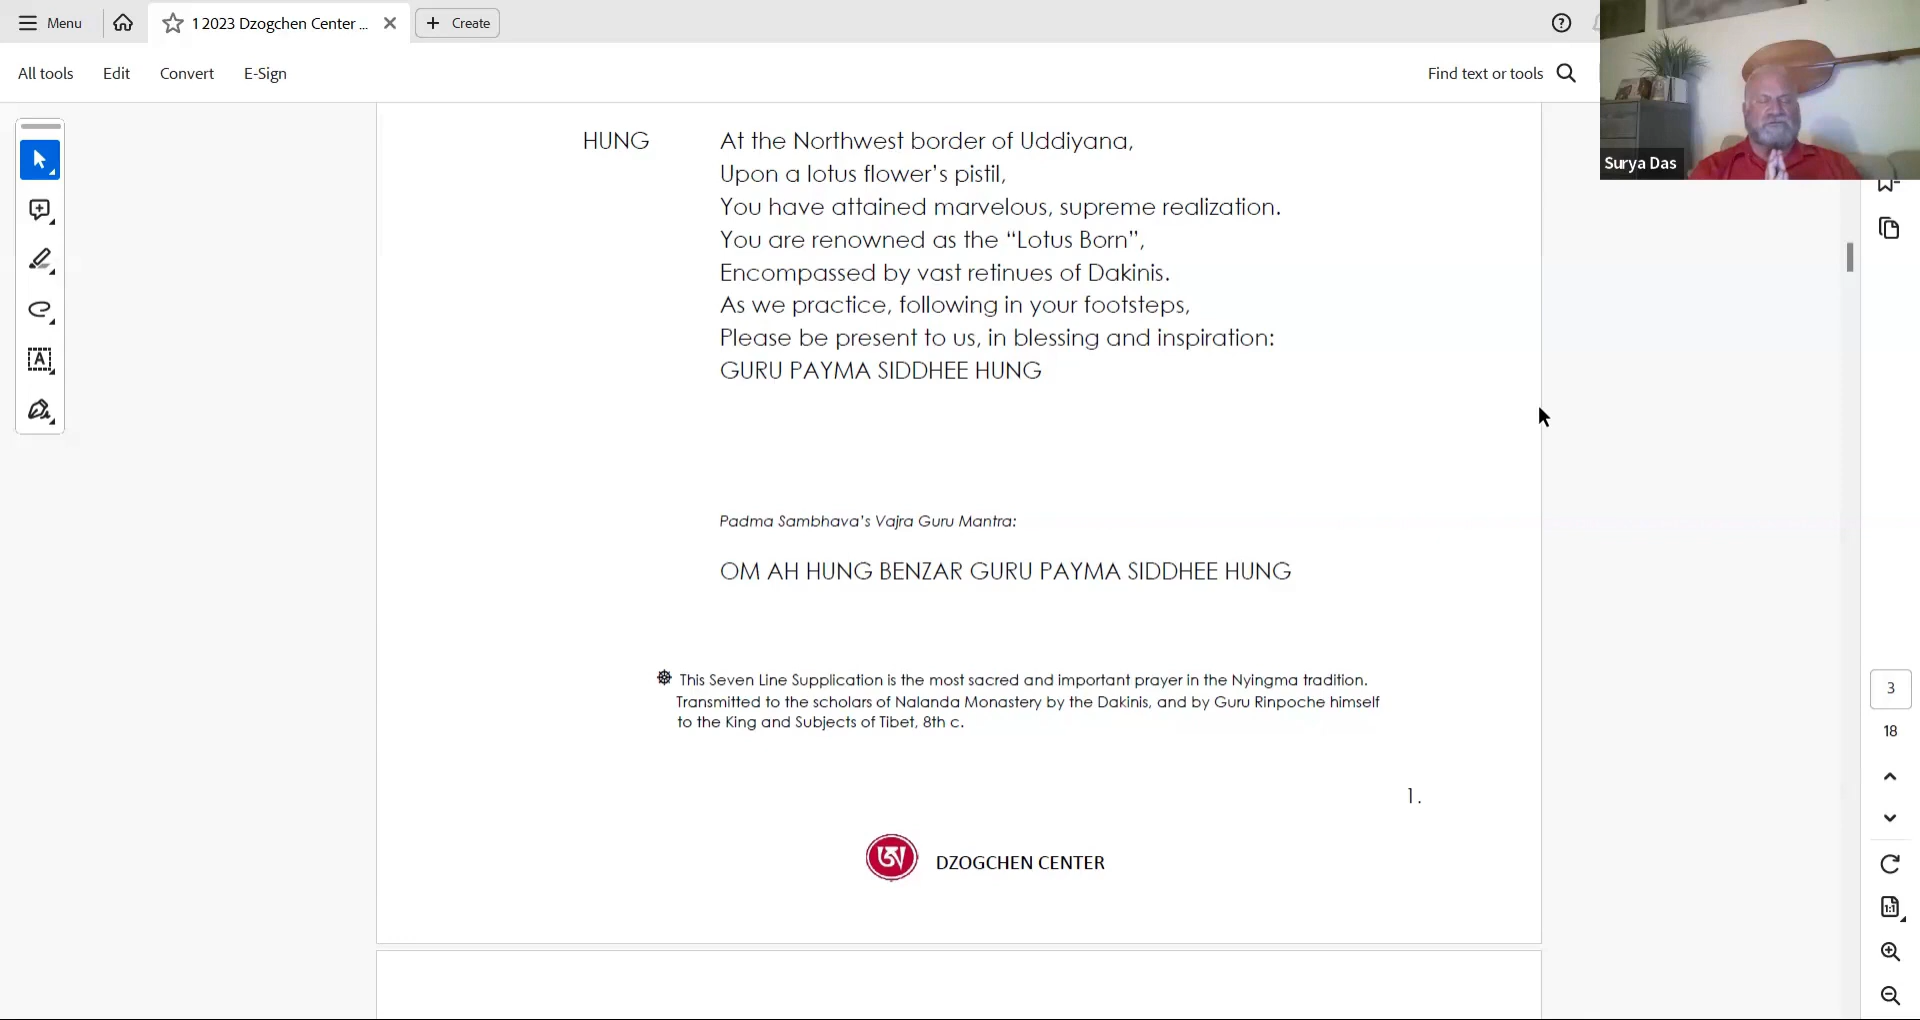 Menu
1 2023 Dzogchen Center ...
Create
All tools
Edit
Convert
E-Sign
Find text or tools
Surya Das
HUNG
At the Northwest border of Uddiyana,
Upon a lotus flower's pistil,
You have attained marvelous, supreme realization.
You are renowned as the “Lotus Born”,
Encompassed by vast retinues of Dakinis.
As we practice, following in your footsteps,
Please be present to us, in blessing and inspiration:
GURU PAYMA SIDDHEE HUNG
Padma Sambhava's Vajra Guru Mantra:
OM AH HUNG BENZAR GURU PAYMA SIDDHEE HUNG
This Seven Line Supplication is the most sacred and important prayer in the Nyingma tradition.
Transmitted to the scholars of Nalanda Monastery by the Dakinis, and by Guru Rinpoche himself
to the King and Subjects of Tibet, 8th c.
1.
ཨ
DZOGCHEN CENTER
3
18